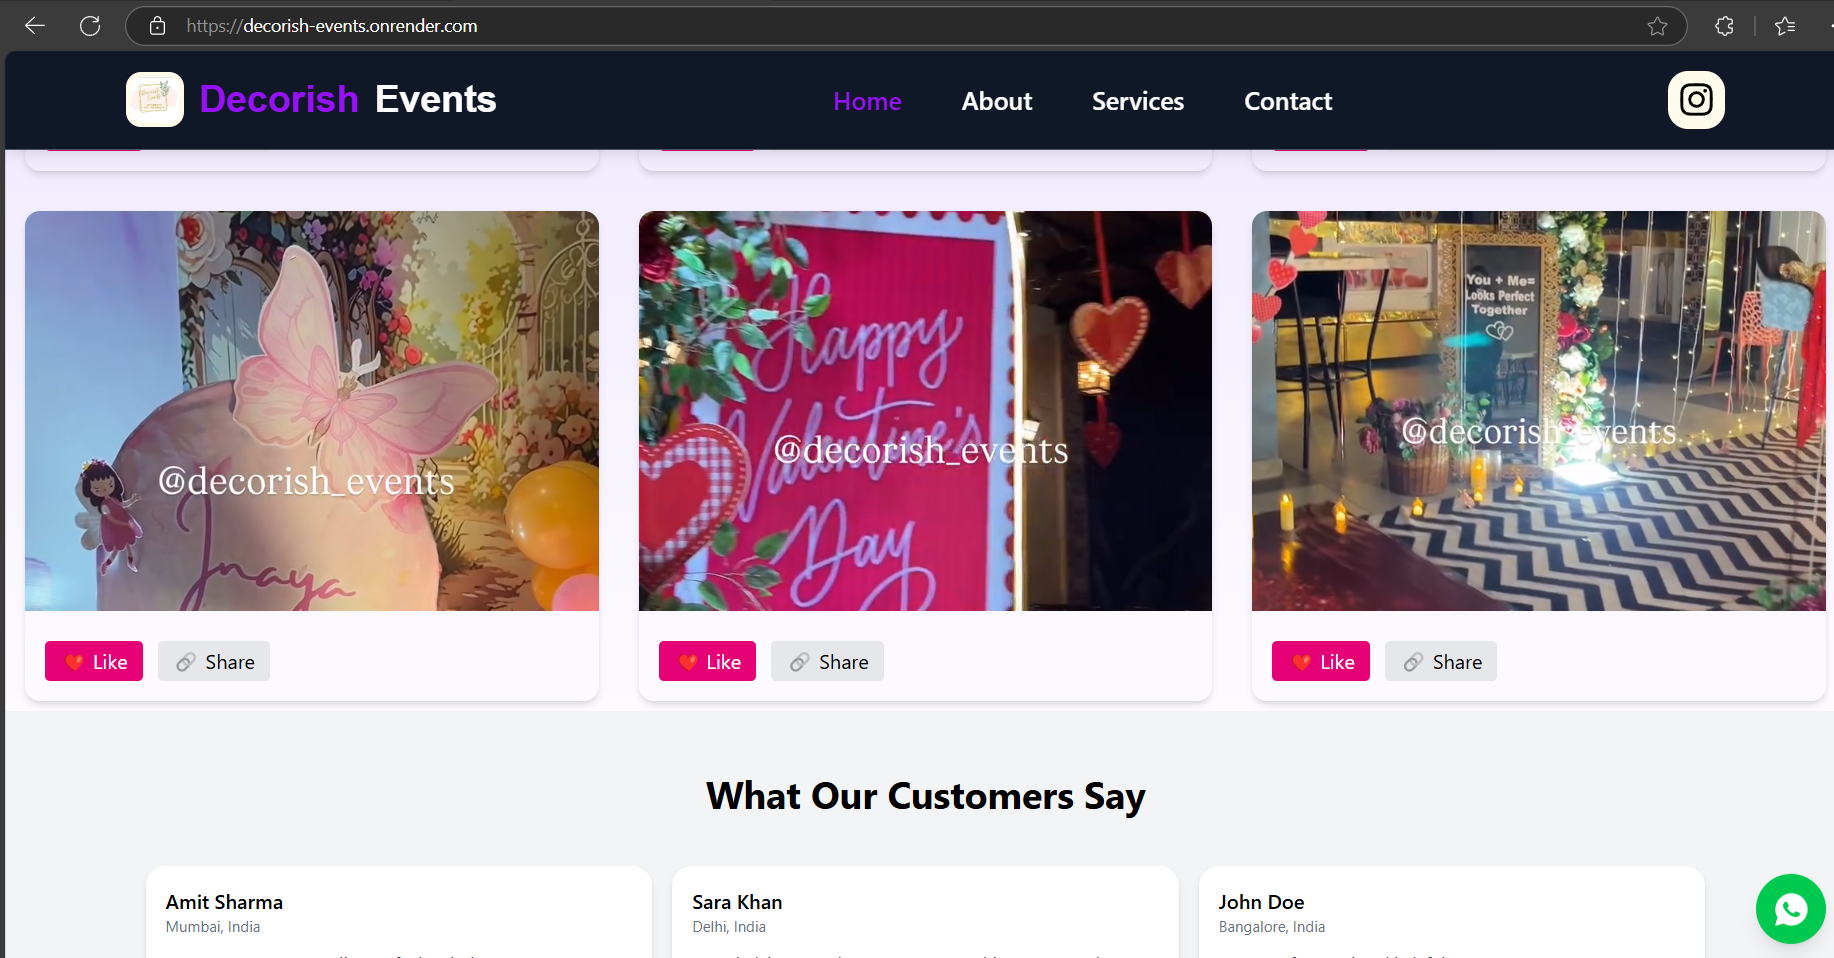 https://decorish-events.onrender.com
Decorish Events
Home
About
Services
Contact
@decorish_events
Inaya
Happy
Valentine's
@decorish_events
Day
You + Me=
Looks Perfect
Together
@decorish_events
Like
Share
Like
Share
Like
Share
What Our Customers Say
Amit Sharma
Mumbai, India
Sara Khan
Delhi, India
John Doe
Bangalore, India